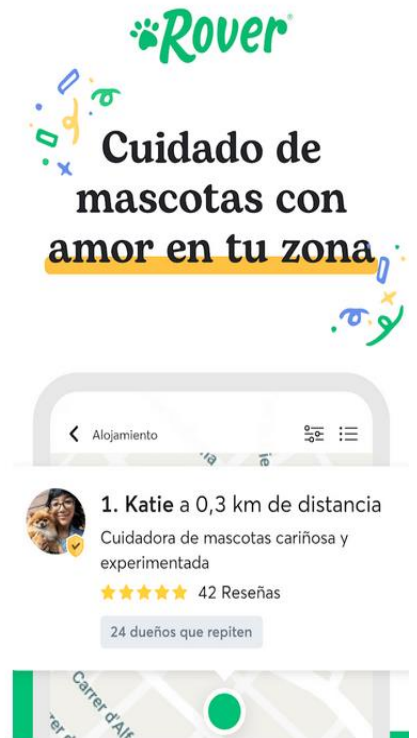 Rover
Cuidado de
mascotas con
amor en tu zona
Alojamiento
1. Katie a 0,3 km de distancia
Cuidadora de mascotas cariñosa y
experimentada
42 Reseñas
24 dueños que repiten
Carrer d'Alf